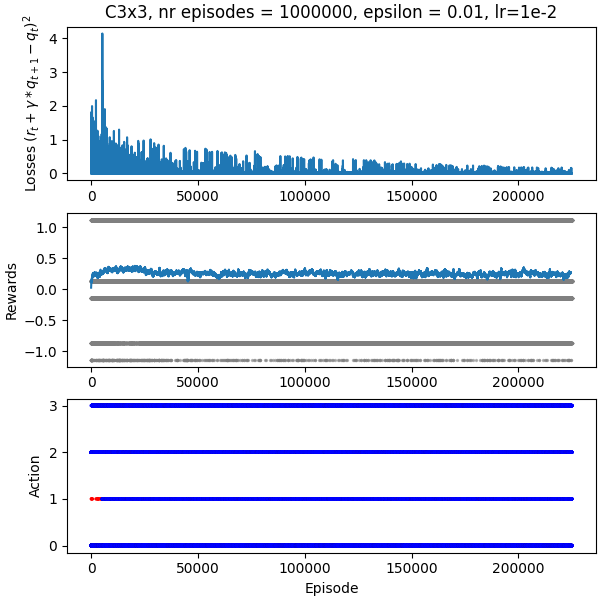 C3x3, nr episodes = 1000000, epsilon = 0.01, lr=1e-2
Losses $(r_t + \gamma * q_{t+1} - q_t)^2$
4
3
2
1
0
0 50000 100000 150000 200000
Rewards
1.0
0.5
0.0
−0.5
−1.0
0 50000 100000 150000 200000
Action
3
2
1
0
0 50000 100000 150000 200000
Episode